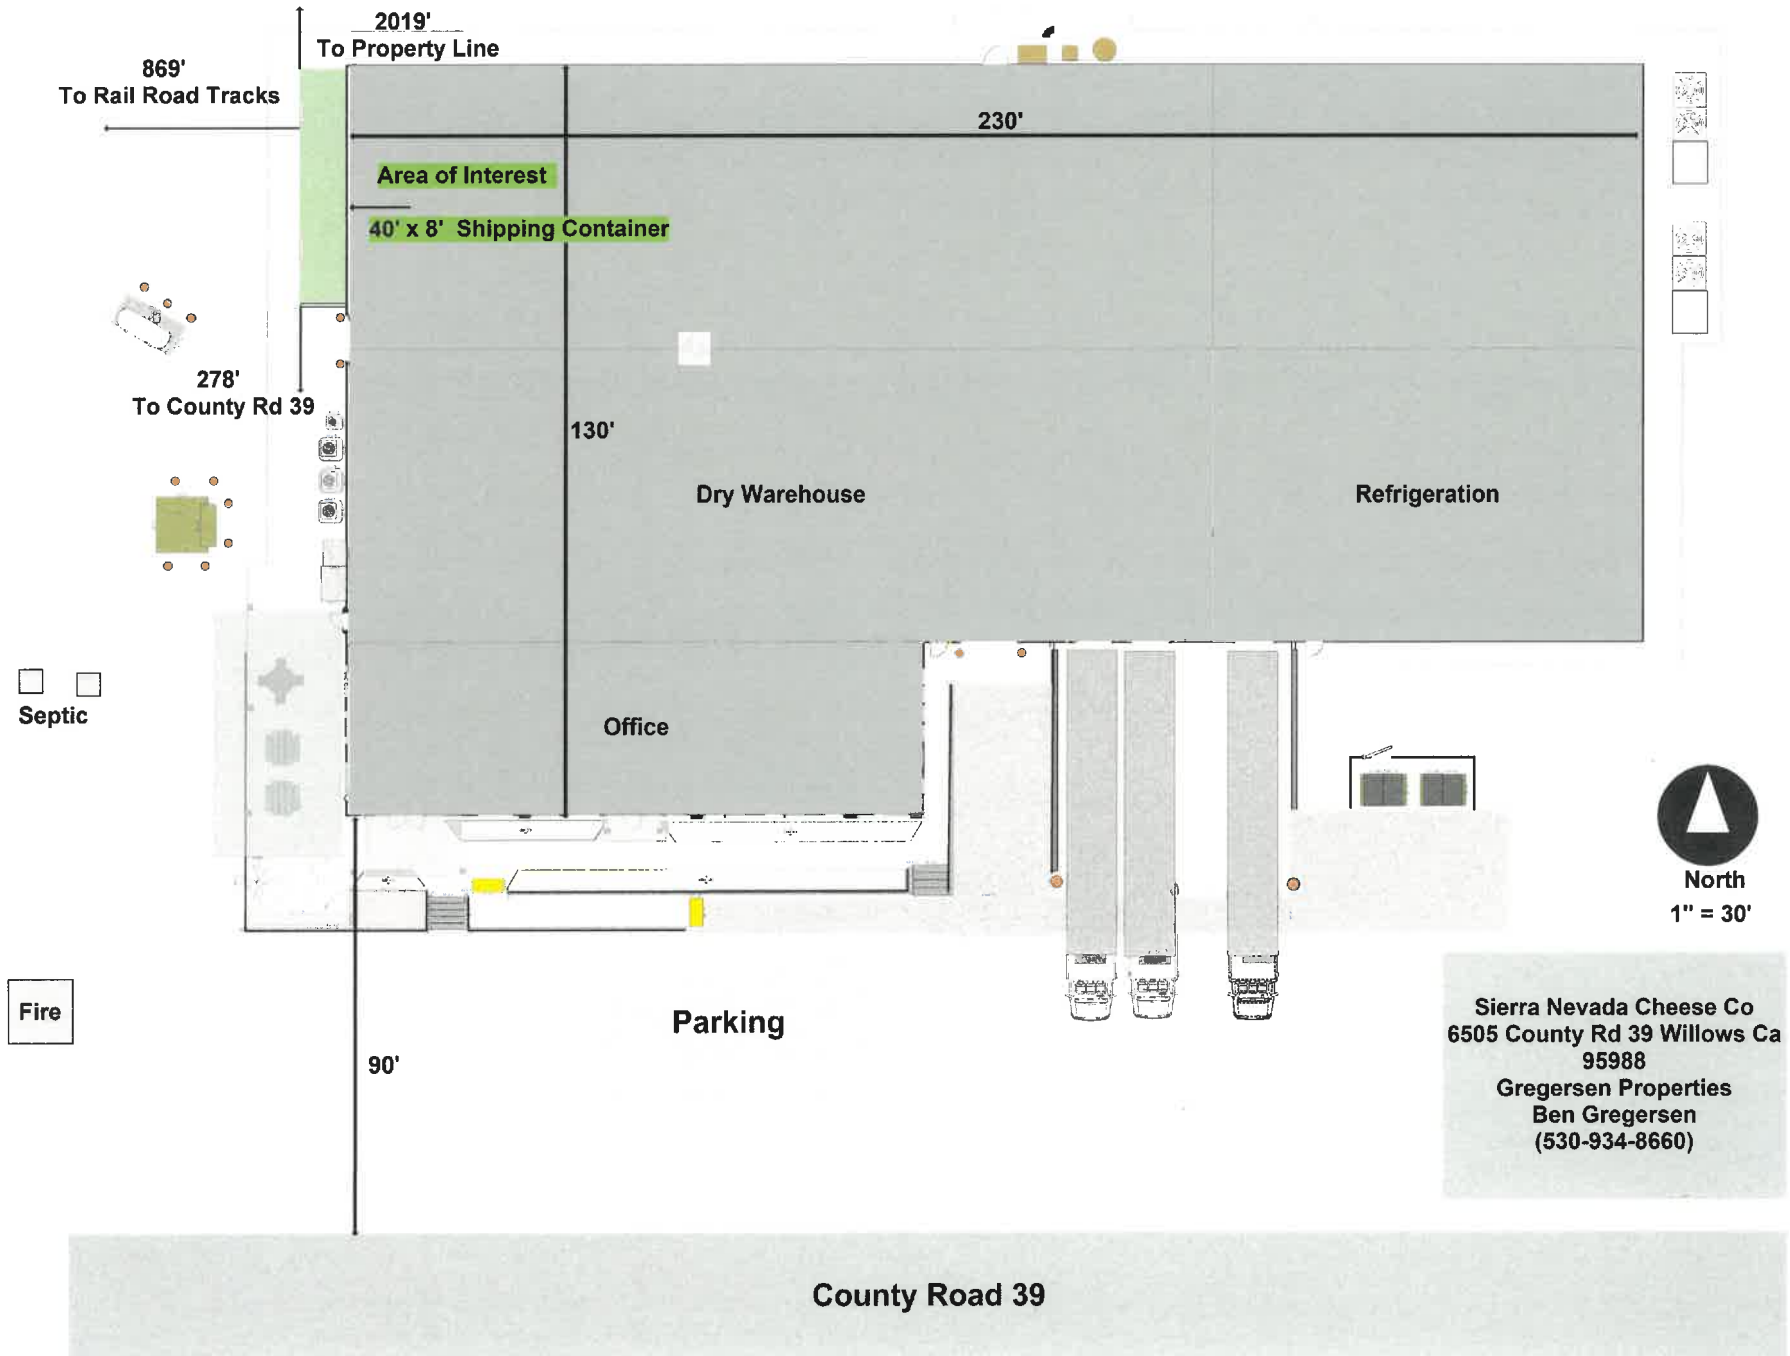 2019'
To Property Line
869'
To Rail Road Tracks
230'
Area of Interest
40' x 8' Shipping Container
278'
To County Rd 39
130'
Dry Warehouse
Refrigeration
Septic
Office
North
1" = 30'
Fire
Parking
90'
Sierra Nevada Cheese Co
6505 County Rd 39 Willows Ca
95988
Gregersen Properties
Ben Gregersen
(530-934-8660)
County Road 39